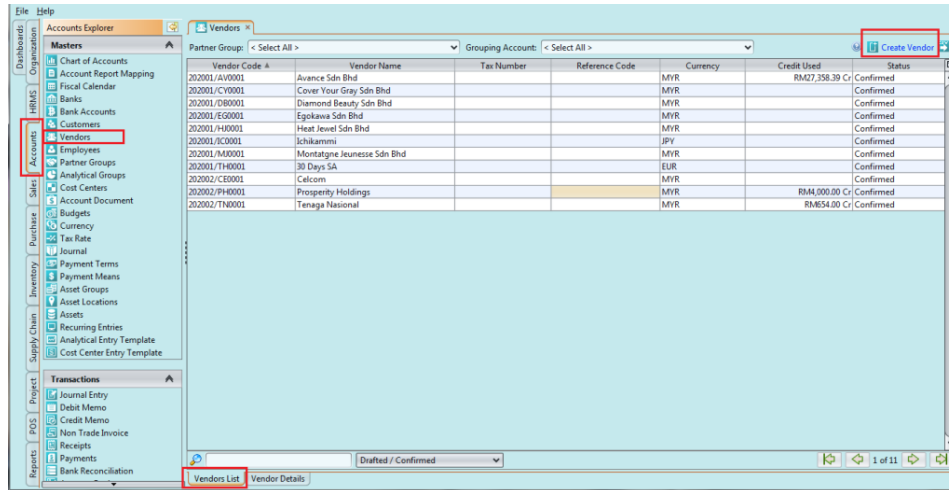 File Help
Dashboards
Organization
HRMS
Accounts
Sales
Purchase
Inventory
Supply Chain
Project
POS
Reports
Accounts Explorer
Masters
Chart of Accounts
Account Report Mapping
Fiscal Calendar
Banks
Bank Accounts
Customers
Vendors
Employees
Partner Groups
Analytical Groups
Cost Centers
Account Document
Budgets
Currency
Tax Rate
Journal
Payment Terms
Payment Means
Asset Groups
Asset Locations
Assets
Recurring Entries
Analytical Entry Template
Cost Center Entry Template
Transactions
Journal Entry
Debit Memo
Credit Memo
Non Trade Invoice
Receipts
Payments
Bank Reconciliation
Vendors
Partner Group: < Select All > Grouping Account: < Select All > Create Vendor
Vendor Code Vendor Name Tax Number Reference Code Currency Credit Used Status
202001/AV0001 Avance Sdn Bhd MYR RM27,358.39 Cr Confirmed
202001/CY0001 Cover Your Gray Sdn Bhd MYR Confirmed
202001/DB0001 Diamond Beauty Sdn Bhd MYR Confirmed
202001/EG0001 Egokawa Sdn Bhd MYR Confirmed
202001/HJ0001 Heat Jewel Sdn Bhd MYR Confirmed
202001/IC0001 Ichikammi JPY Confirmed
202001/MJ0001 Montatgne Jeunesse Sdn Bhd MYR Confirmed
202001/TH0001 30 Days SA EUR Confirmed
202002/CE0001 Celcom MYR Confirmed
202002/PH0001 Prosperity Holdings MYR RM4,000.00 Cr Confirmed
202002/TN0001 Tenaga Nasional MYR RM654.00 Cr Confirmed
Drafted / Confirmed 1 of 11
Vendors List Vendor Details